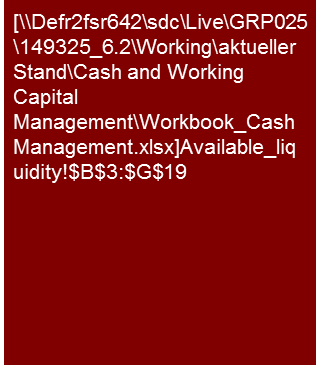 [\\Defr2fsr642\sdc\Live\GRP025
\149325_6.2\Working\aktueller
Stand\Cash and Working
Capital
Management\Workbook_Cash
Management.xlsx]Available_liq
uidity!$B$3:$G$19